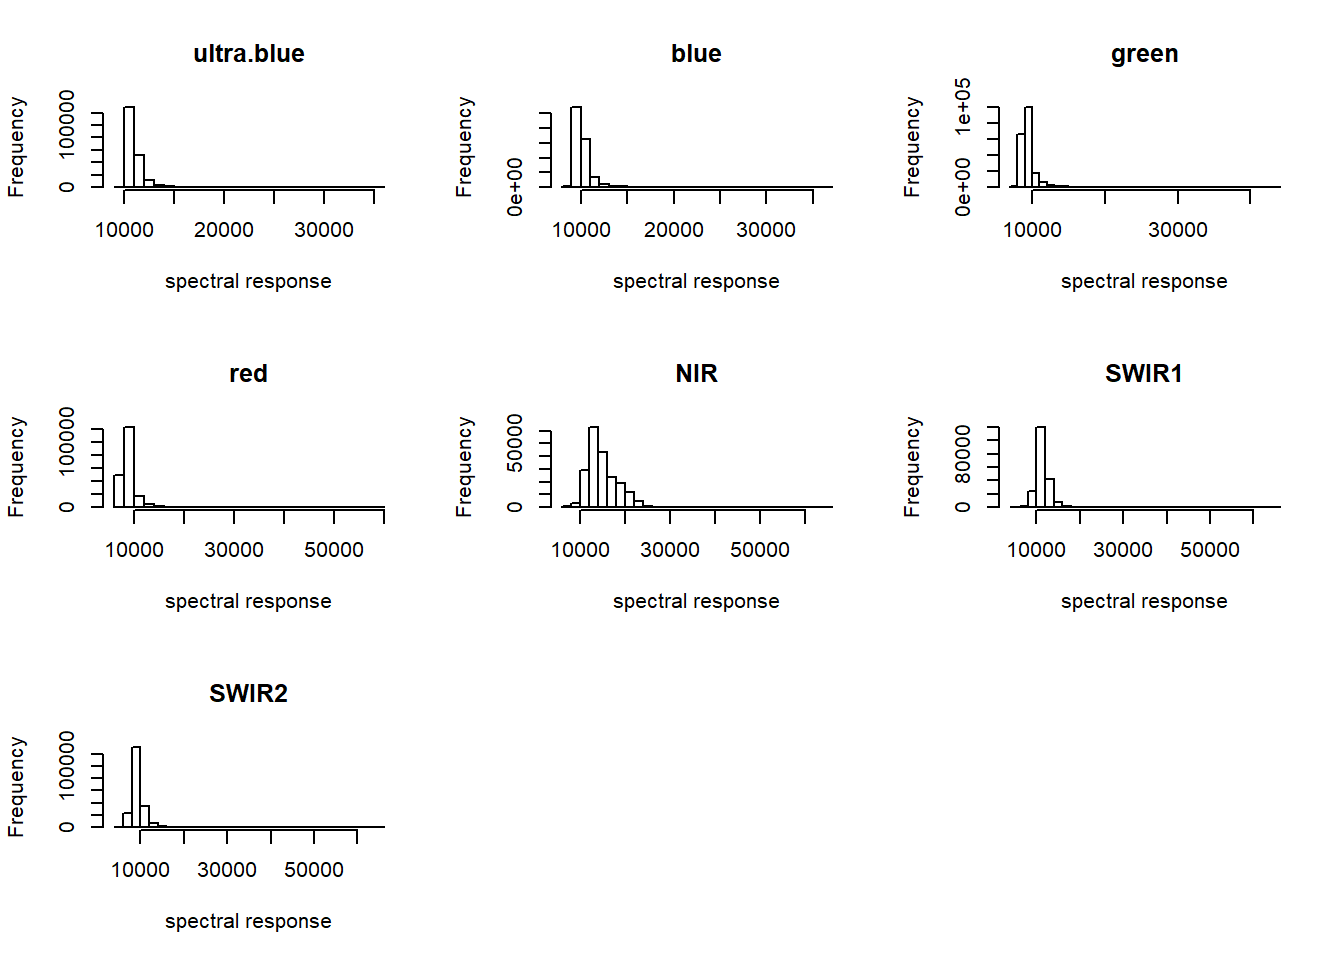 ultra.blue
Frequency
0 100000
10000 20000 30000
spectral response
blue
Frequency
0e+00
10000 20000 30000
spectral response
green
Frequency
0e+00 1e+05
10000 30000
spectral response
red
Frequency
0 100000
10000 30000 50000
spectral response
NIR
Frequency
0 50000
10000 30000 50000
spectral response
SWIR1
Frequency
0 80000
10000 30000 50000
spectral response
SWIR2
Frequency
0 100000
10000 30000 50000
spectral response